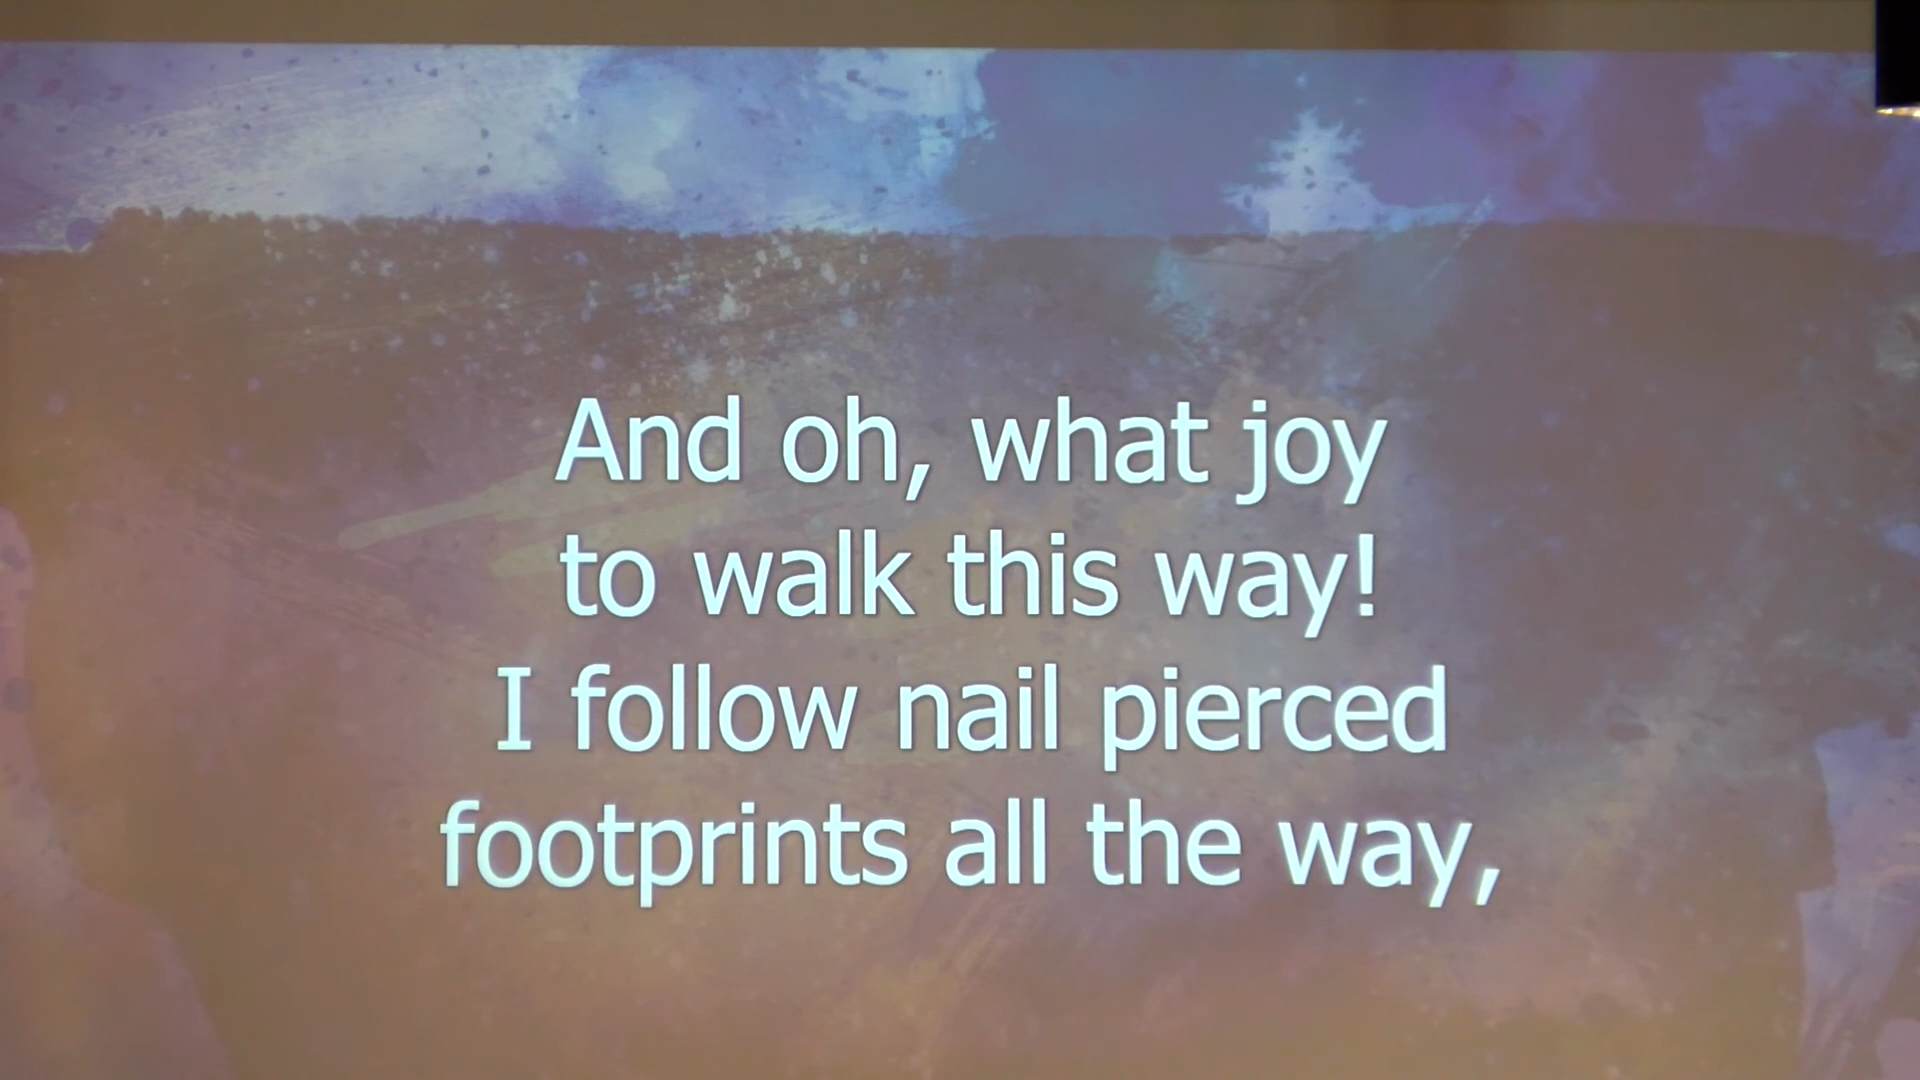 And oh, what joy
to walk this way!
I follow nail pierced
footprints all the way,